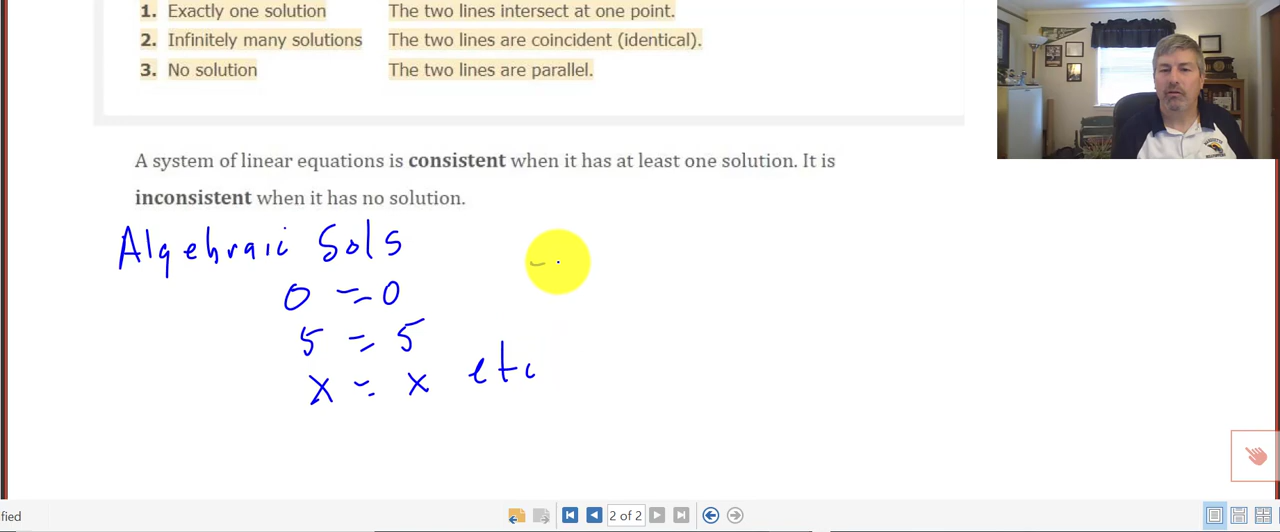 1. Exactly one solution The two lines intersect at one point.
2. Infinitely many solutions The two lines are coincident (identical).
3. No solution The two lines are parallel.
A system of linear equations is consistent when it has at least one solution. It is
inconsistent when it has no solution.
Algebraic Sols
0 = 0
5 = 5
x = x etc
fied
2 of 2